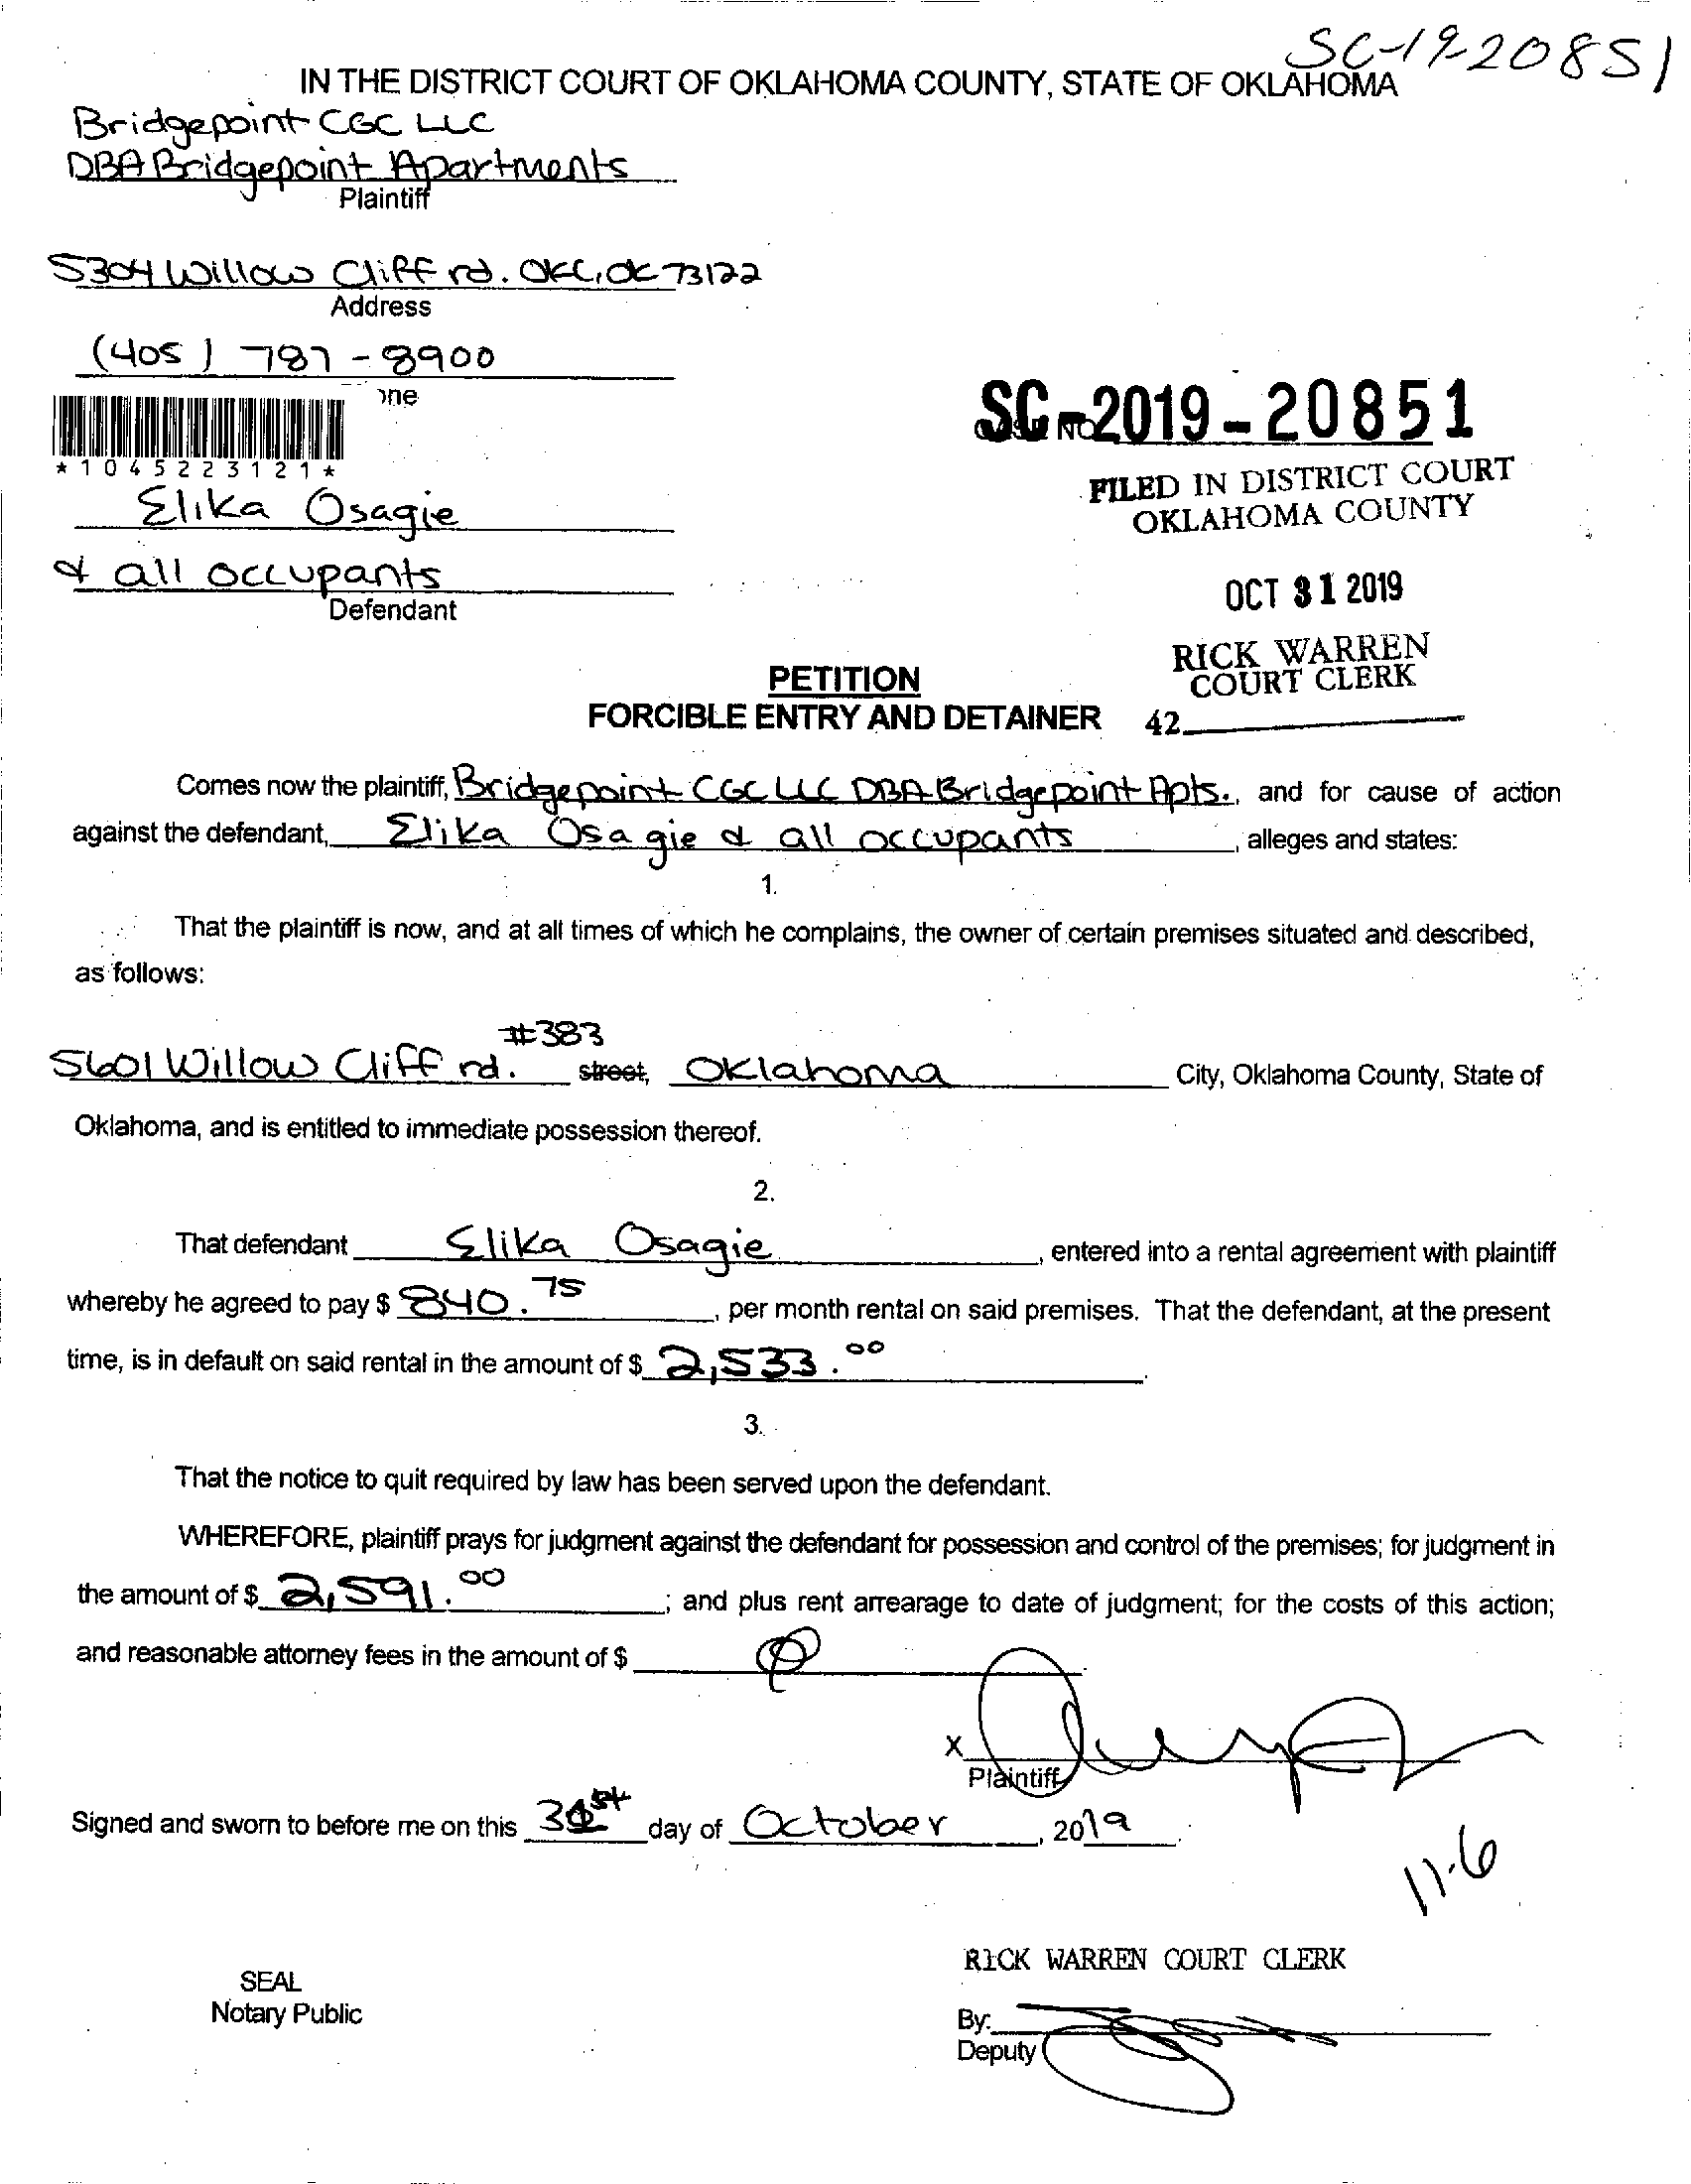 SC-19-20851
IN THE DISTRICT COURT OF OKLAHOMA COUNTY, STATE OF OKLAHOMA
Bridgepoint CGC LLC
DBA Bridgepoint Apartments
Plaintiff
5304 Willow Cliff rd. OKC, OK 73122
Address
(405) 787-8900
one
*1045223121*
SC-2019-20851
NO
FILED IN DISTRICT COURT
OKLAHOMA COUNTY
Elika Osagie
& all occupants
Defendant
OCT 31 2019
RICK WARREN
COURT CLERK
42
PETITION
FORCIBLE ENTRY AND DETAINER
Comes now the plaintiff, Bridgepoint CGC LLC DBA Bridgepoint Apts., and for cause of action
against the defendant, Elika Osagie & all occupants, alleges and states:
1.
That the plaintiff is now, and at all times of which he complains, the owner of certain premises situated and described,
as follows:
#383
5601 Willow Cliff rd. street, Oklahoma City, Oklahoma County, State of
Oklahoma, and is entitled to immediate possession thereof.
2.
That defendant Elika Osagie, entered into a rental agreement with plaintiff
whereby he agreed to pay $ 840.75, per month rental on said premises. That the defendant, at the present
time, is in default on said rental in the amount of $ 2,533.00.
3.
That the notice to quit required by law has been served upon the defendant.
WHEREFORE, plaintiff prays for judgment against the defendant for possession and control of the premises; for judgment in
the amount of $ 2,591.00; and plus rent arrearage to date of judgment; for the costs of this action;
and reasonable attorney fees in the amount of $
X
Plaintiff
Signed and sworn to before me on this 31st day of October, 2019
11-6
RICK WARREN COURT CLERK
SEAL
Notary Public
By:
Deputy